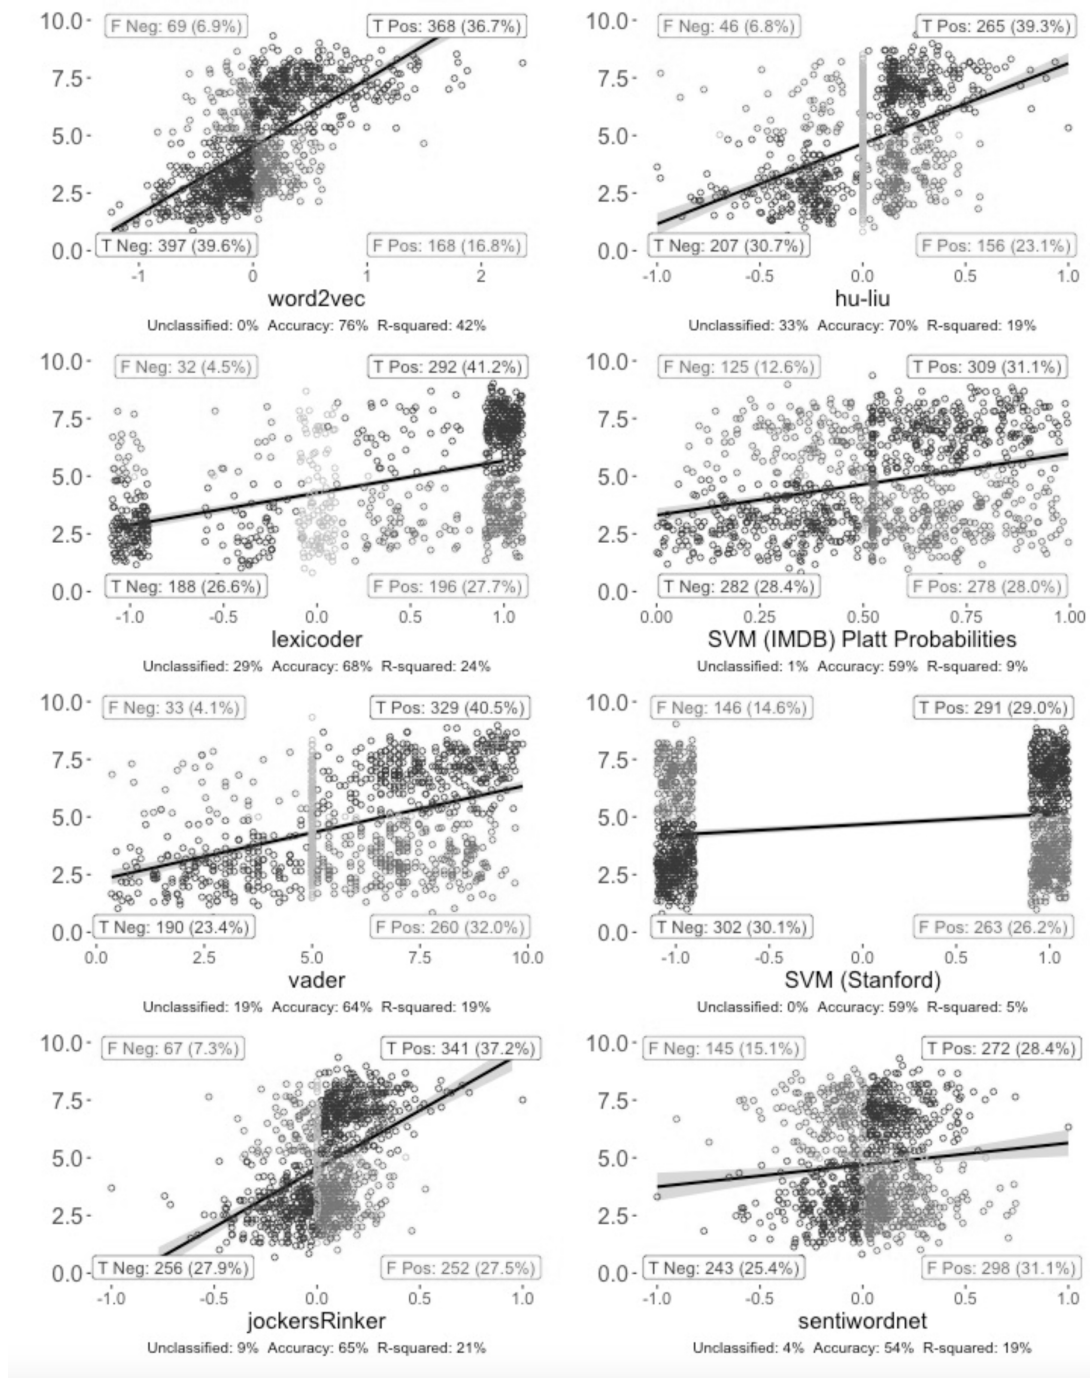 10.0 F Neg: 69 (6.9%) T Pos: 368 (36.7%)
7.5
5.0
2.5
0.0 T Neg: 397 (39.6%) F Pos: 168 (16.8%)
-1 0 1 2
word2vec
Unclassified: 0% Accuracy: 76% R-squared: 42%
10.0 F Neg: 46 (6.8%) T Pos: 265 (39.3%)
7.5
5.0
2.5
0.0 T Neg: 207 (30.7%) F Pos: 156 (23.1%)
-1.0 -0.5 0.0 0.5 1.0
hu-liu
Unclassified: 33% Accuracy: 70% R-squared: 19%
10.0 F Neg: 32 (4.5%) T Pos: 292 (41.2%)
7.5
5.0
2.5
0.0 T Neg: 188 (26.6%) F Pos: 196 (27.7%)
-1.0 -0.5 0.0 0.5 1.0
lexicoder
Unclassified: 29% Accuracy: 68% R-squared: 24%
10.0 F Neg: 125 (12.6%) T Pos: 309 (31.1%)
7.5
5.0
2.5
0.0 T Neg: 282 (28.4%) F Pos: 278 (28.0%)
0.00 0.25 0.50 0.75 1.00
SVM (IMDB) Platt Probabilities
Unclassified: 1% Accuracy: 59% R-squared: 9%
10.0 F Neg: 33 (4.1%) T Pos: 329 (40.5%)
7.5
5.0
2.5
0.0 T Neg: 190 (23.4%) F Pos: 260 (32.0%)
0.0 2.5 5.0 7.5 10.0
vader
Unclassified: 19% Accuracy: 64% R-squared: 19%
10.0 F Neg: 146 (14.6%) T Pos: 291 (29.0%)
7.5
5.0
2.5
0.0 T Neg: 302 (30.1%) F Pos: 263 (26.2%)
-1.0 -0.5 0.0 0.5 1.0
SVM (Stanford)
Unclassified: 0% Accuracy: 59% R-squared: 5%
10.0 F Neg: 67 (7.3%) T Pos: 341 (37.2%)
7.5
5.0
2.5
0.0 T Neg: 256 (27.9%) F Pos: 252 (27.5%)
-1.0 -0.5 0.0 0.5 1.0
jockersRinker
Unclassified: 9% Accuracy: 65% R-squared: 21%
10.0 F Neg: 145 (15.1%) T Pos: 272 (28.4%)
7.5
5.0
2.5
0.0 T Neg: 243 (25.4%) F Pos: 298 (31.1%)
-1.0 -0.5 0.0 0.5 1.0
sentiwordnet
Unclassified: 4% Accuracy: 54% R-squared: 19%